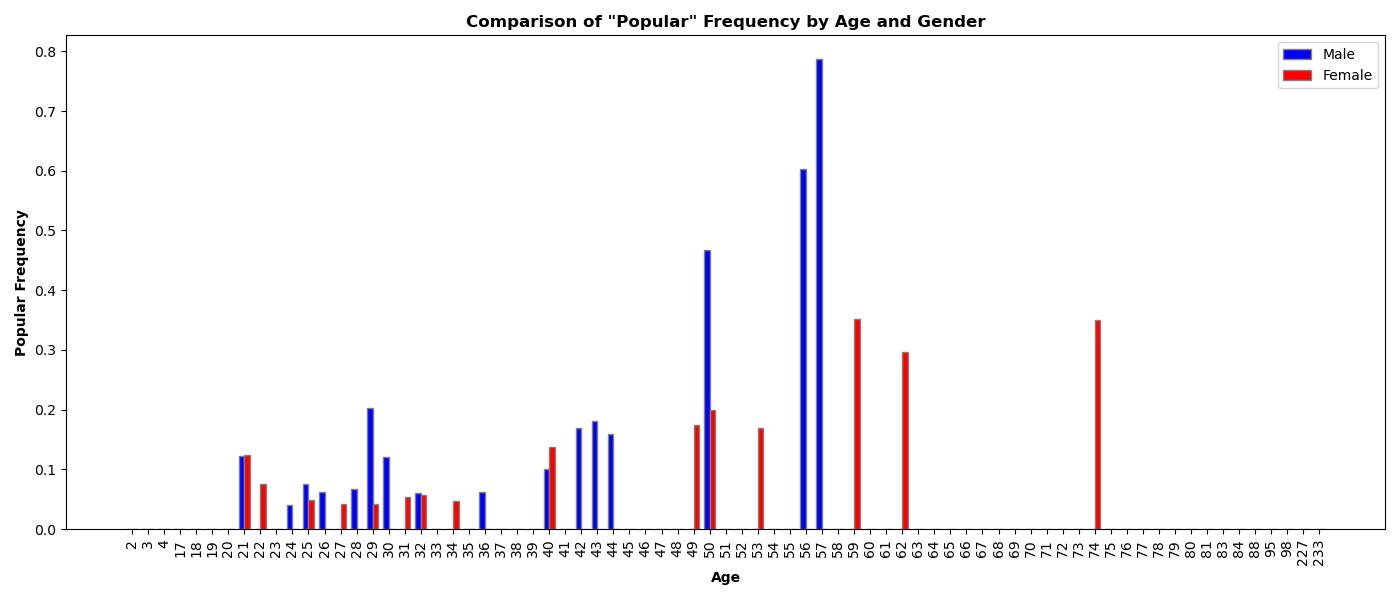 Comparison of "Popular" Frequency by Age and Gender
Male
Female
Popular Frequency
0.8
0.7
0.6
0.5
0.4
0.3
0.2
0.1
0.0
2 3 4 17 18 19 20 21 22 23 24 25 26 27 28 29 30 31 32 33 34 35 36 37 38 39 40 41 42 43 44 45 46 47 48 49 50 51 52 53 54 55 56 57 58 59 60 61 62 63 64 65 66 67 68 69 70 71 72 73 74 75 76 77 78 79 80 81 83 84 88 95 98 227 233
Age